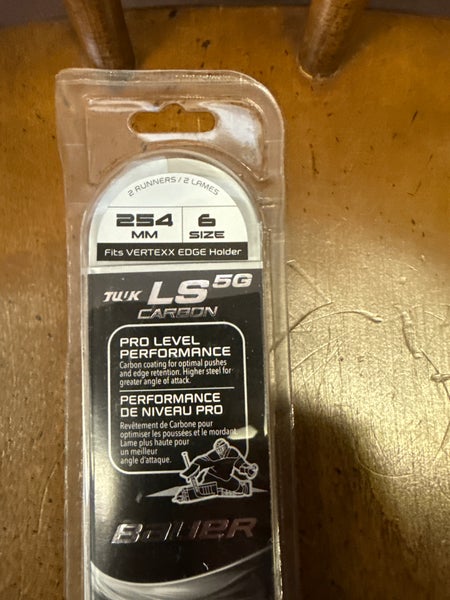 2 RUNNERS / 2 LAMES
254 MM
6 SIZE
Fits VERTEXX EDGE Holder
TUUK LS5G
CARBON
PRO LEVEL
PERFORMANCE
Carbon coating for optimal pushes
and edge retention. Higher steel for
greater angle of attack.
PERFORMANCE
DE NIVEAU PRO
Revêtement de Carbone pour
optimiser les poussées et le mordant.
Lame plus haute pour
un meilleur
angle d'attaque.
BAUER